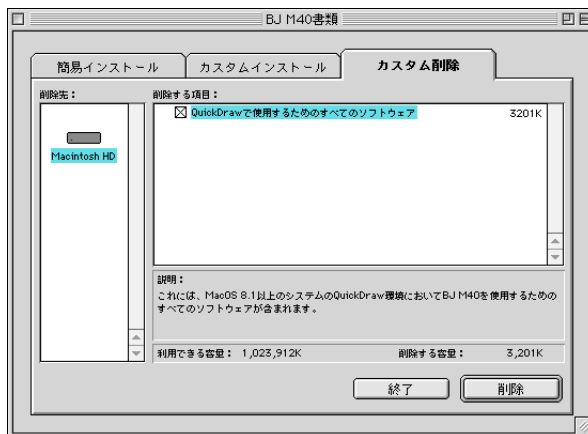 BJ M40書類
簡易インストール
カスタムインストール
カスタム削除
削除先：
Macintosh HD
削除する項目：
QuickDrawで使用するためのすべてのソフトウェア 3201K
説明：
これには、MacOS 8.1以上のシステムのQuickDraw環境においてBJ M40を使用するための
すべてのソフトウェアが含まれます。
利用できる容量： 1,023,912K 削除する容量： 3,201K
終了
削除